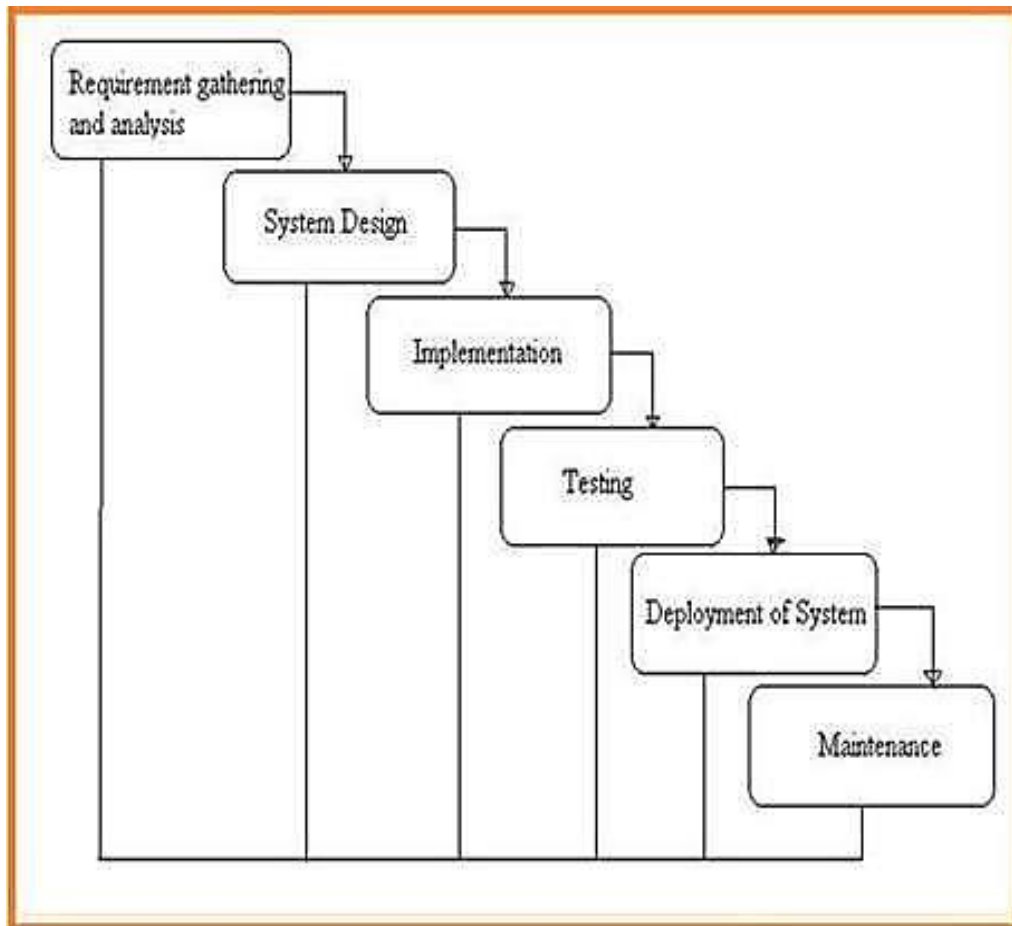 Requirement gathering
and analysis
System Design
Implementation
Testing
Deployment of System
Maintenance